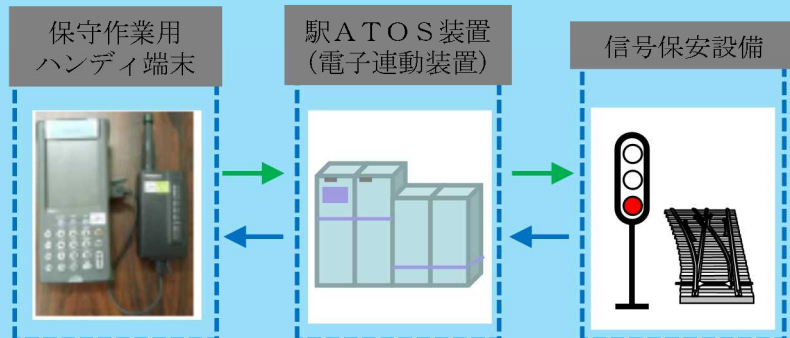 保守作業用
ハンディ端末
駅ＡＴＯＳ装置
(電子連動装置)
信号保安設備